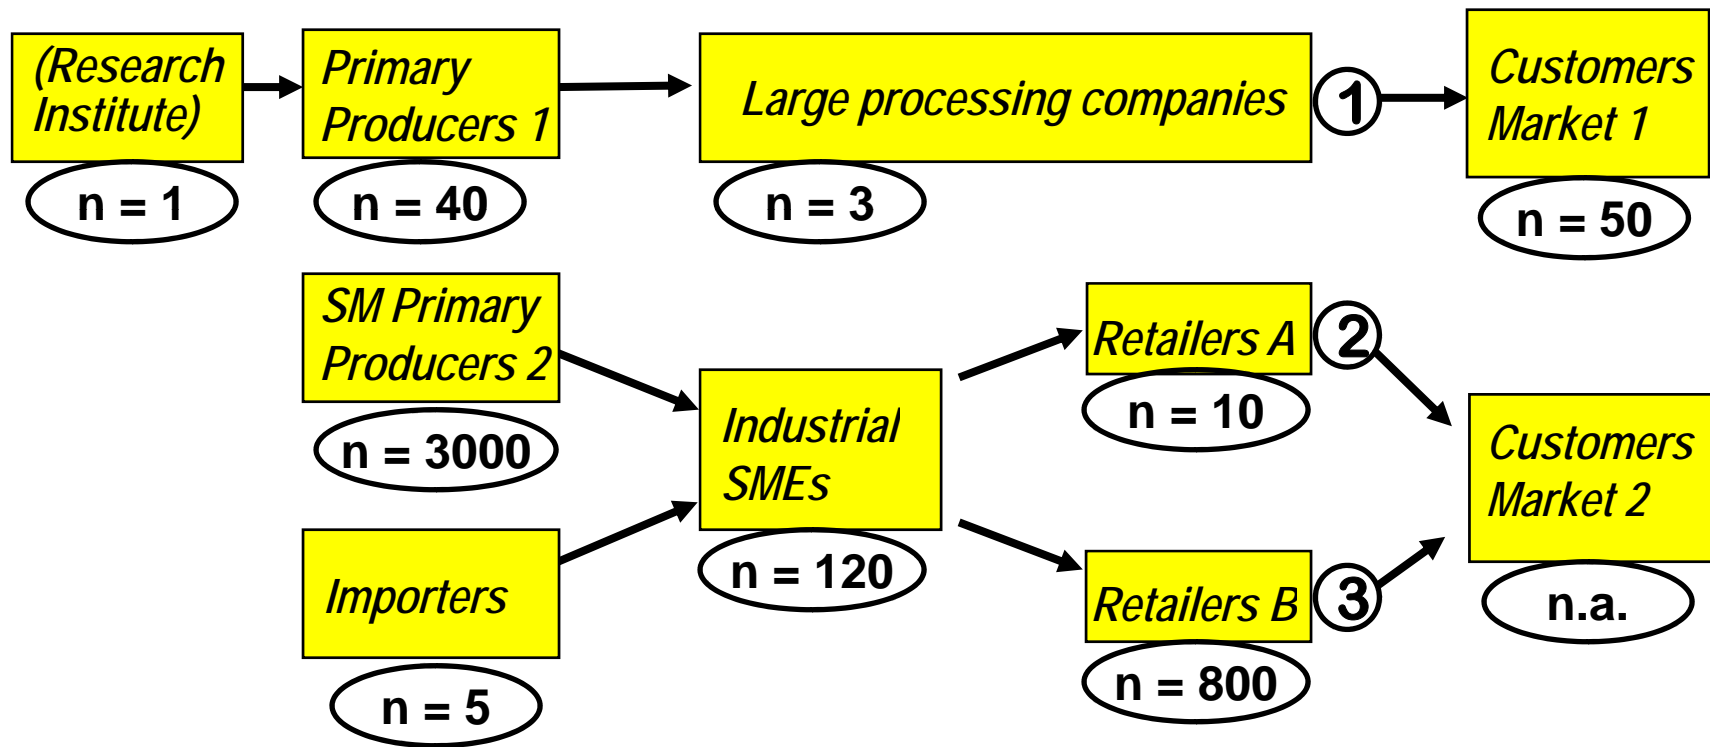 (Research
Institute)
n = 1
Primary
Producers 1
n = 40
Large processing companies
n = 3
1
Customers
Market 1
n = 50
SM Primary
Producers 2
n = 3000
Importers
n = 5
Industrial
SMEs
n = 120
Retailers A
n = 10
2
Retailers B
n = 800
3
Customers
Market 2
n.a.